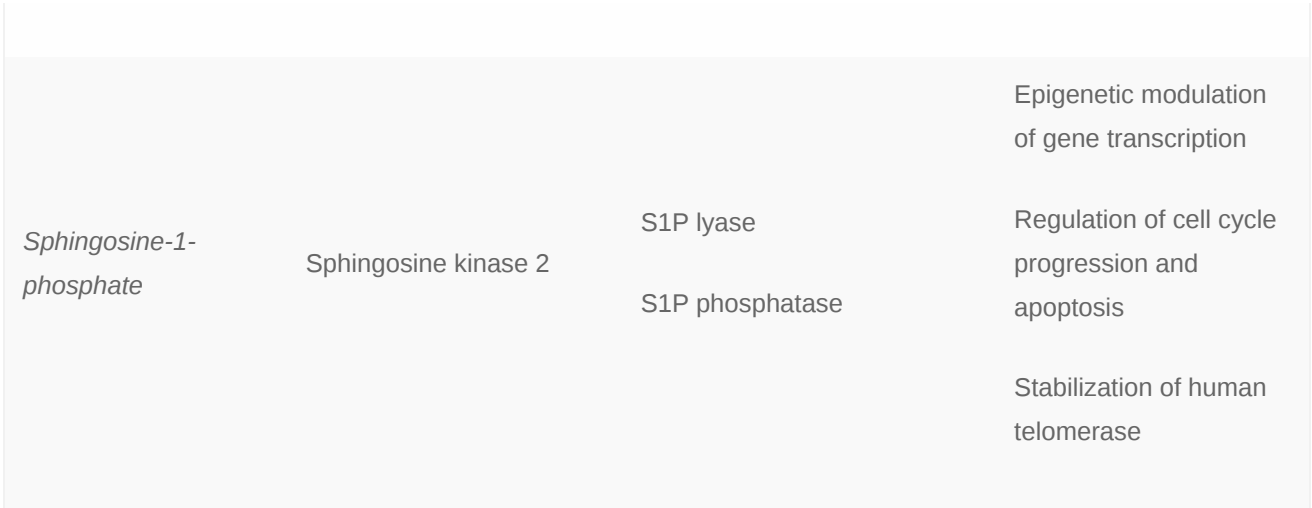 Sphingosine-1-
phosphate
Sphingosine kinase 2
S1P lyase
S1P phosphatase
Epigenetic modulation
of gene transcription
Regulation of cell cycle
progression and
apoptosis
Stabilization of human
telomerase